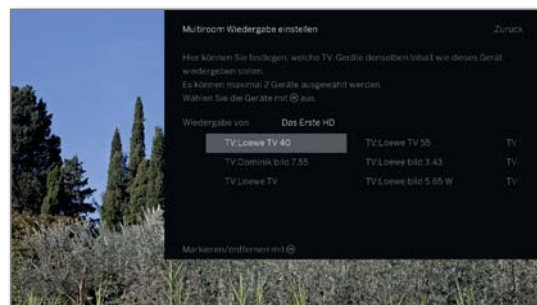 Multiroom Wiedergabe einstellen Zurück
Hier können Sie festlegen, welche TV-Geräte denselben Inhalt wie dieses Gerät
wiedergeben sollen.
Es können maximal 2 Geräte ausgewählt werden.
Wählen Sie die Geräte mit OK aus.
Wiedergabe von Das Erste HD
TV:Loewe TV 40 TV:Loewe TV 55 TV:
TV:Dominik bild 7.55 TV:Loewe bild 3.43 TV:
TV:Loewe TV TV:Loewe bild 5.65 W TV:
Markieren/entfernen mit OK